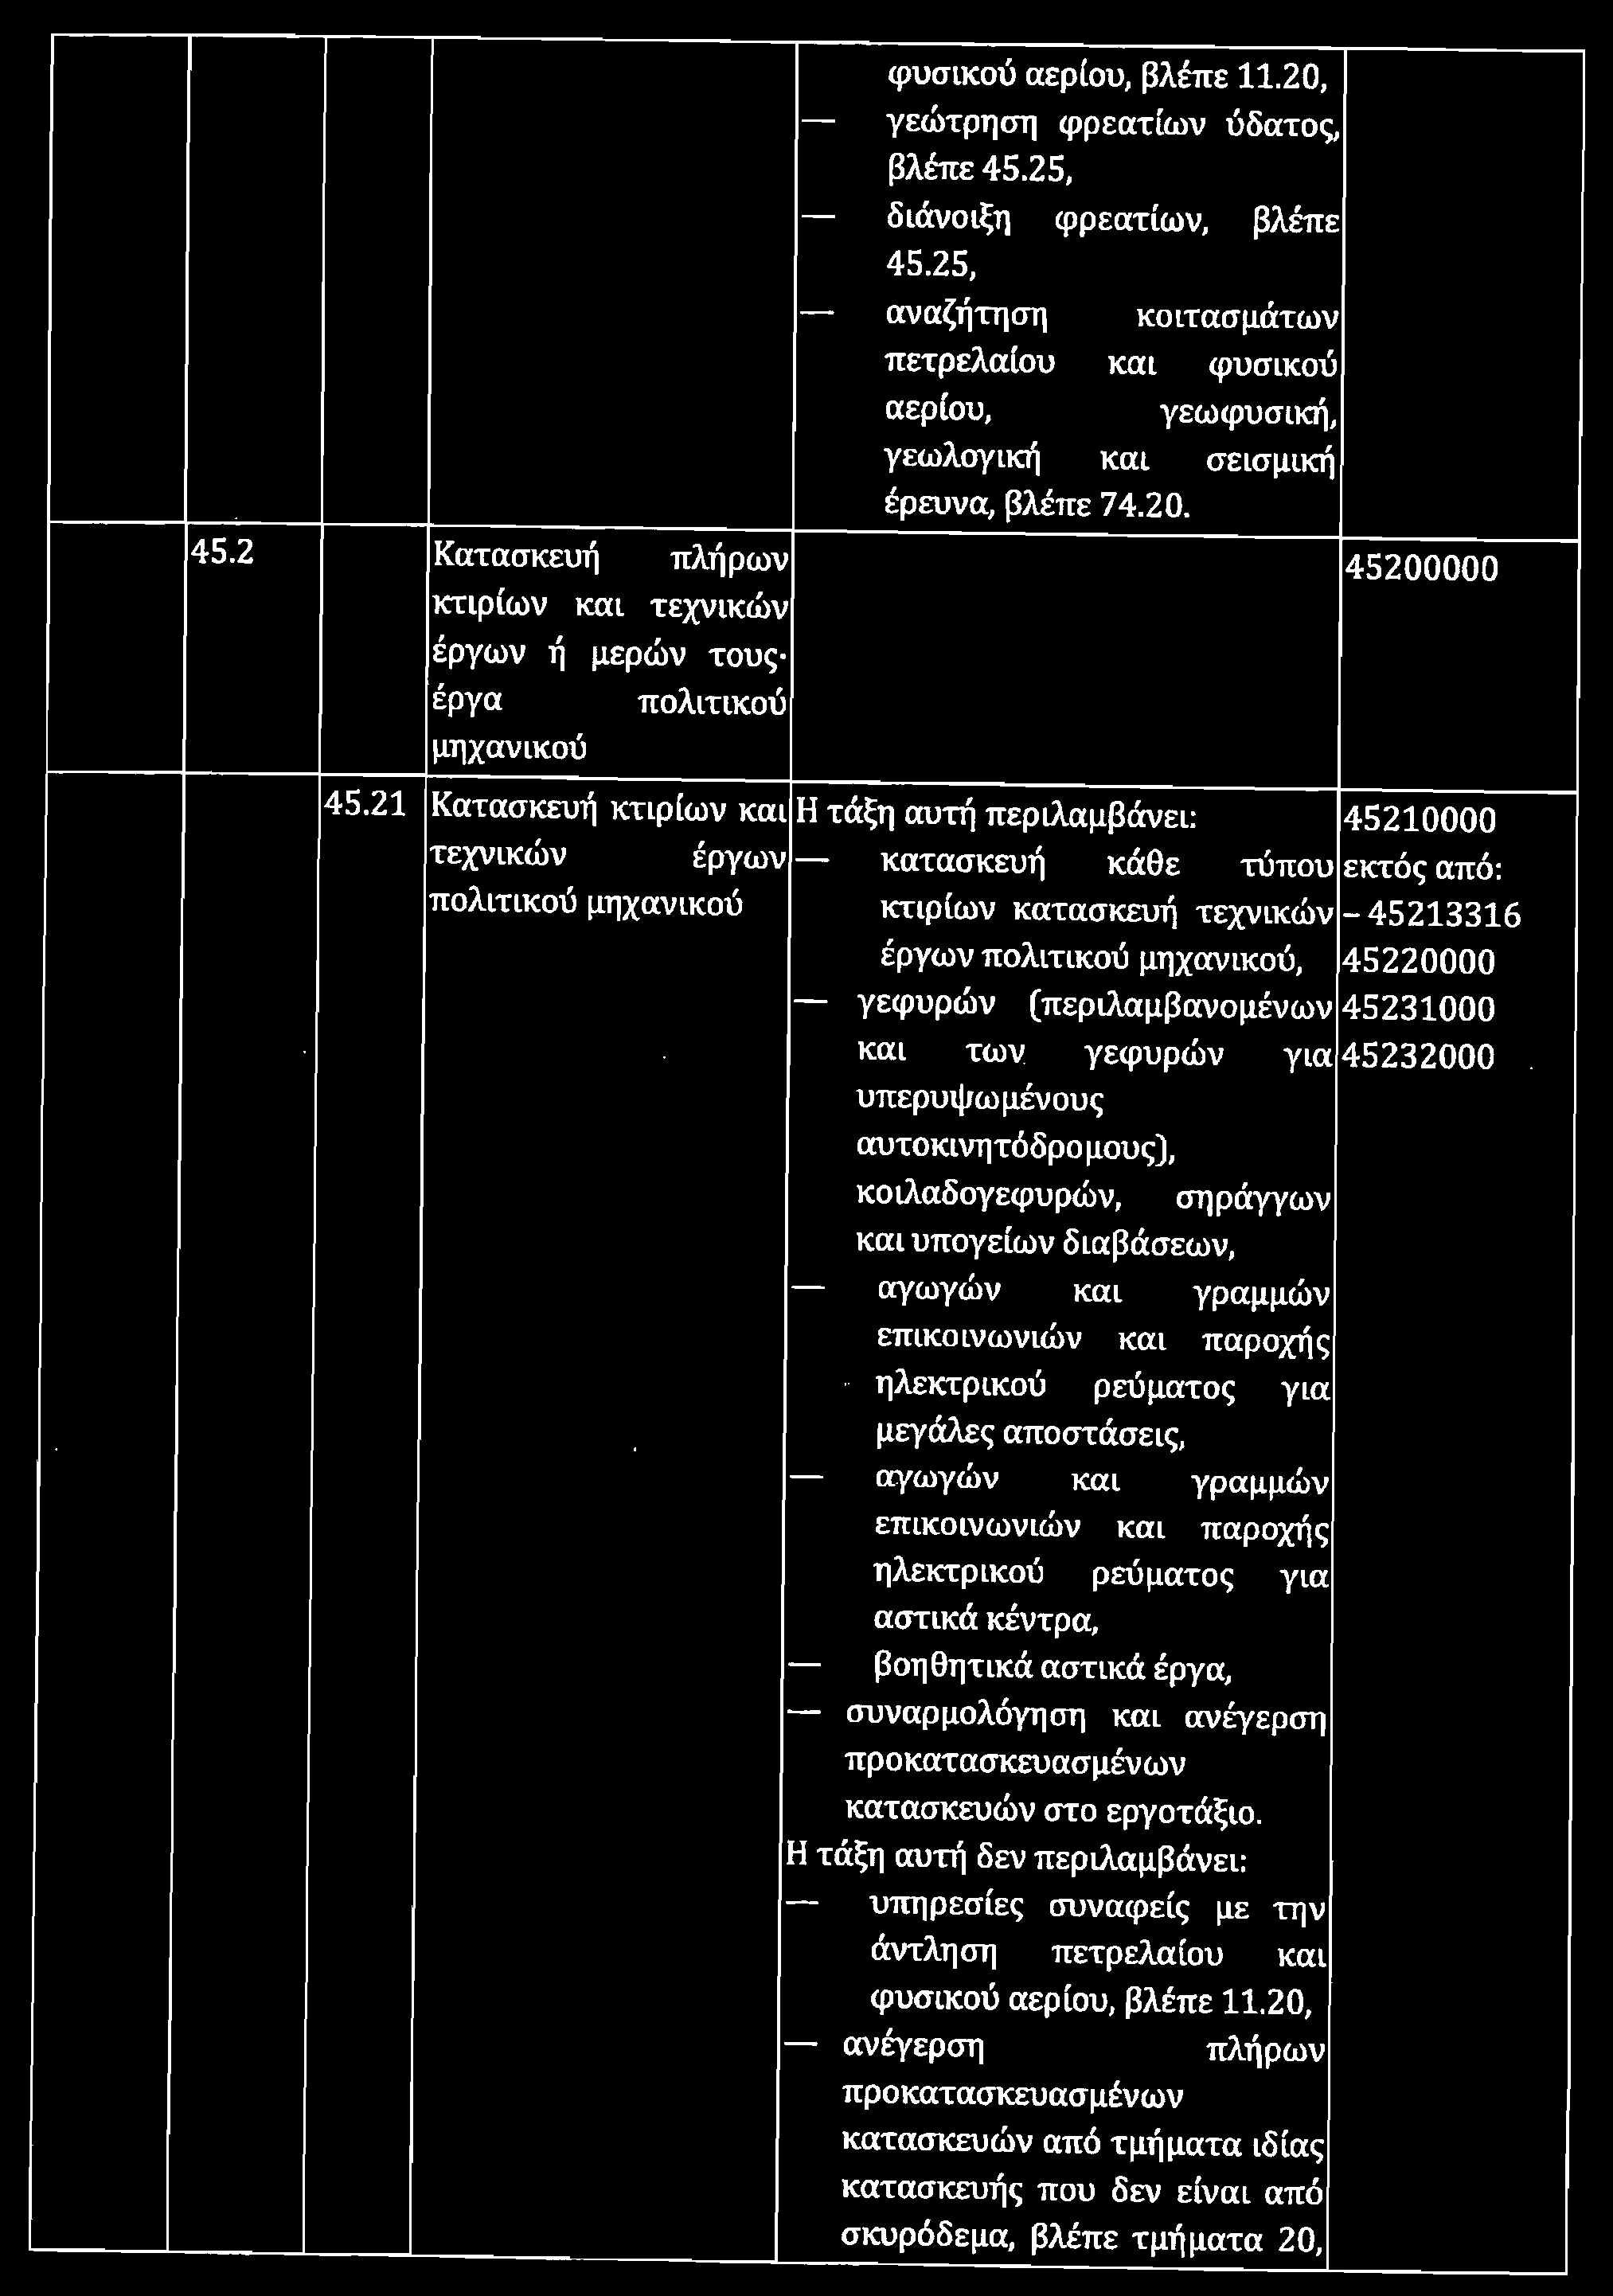 φυσικού αερίου, βλέπε 11.20,
— γεώτρηση φρεατίων ύδατος,
βλέπε 45.25,
— διάνοιξη φρεατίων, βλέπε
45.25,
— αναζήτηση κοιτασμάτων
πετρελαίου και φυσικού
αερίου, γεωφυσική,
γεωλογική και σεισμική
έρευνα, βλέπε 74.20.
45.2
Κατασκευή πλήρων
κτιρίων και τεχνικών
έργων ή μερών τους·
έργα πολιτικού
μηχανικού
45200000
45.21
Κατασκευή κτιρίων και
τεχνικών έργων
πολιτικού μηχανικού
Η τάξη αυτή περιλαμβάνει:
— κατασκευή κάθε τύπου
κτιρίων κατασκευή τεχνικών
έργων πολιτικού μηχανικού,
— γεφυρών (περιλαμβανομένων
και των γεφυρών για
υπερυψωμένους
αυτοκινητόδρομους),
κοιλαδογεφυρών, σηράγγων
και υπογείων διαβάσεων,
— αγωγών και γραμμών
επικοινωνιών και παροχής
ηλεκτρικού ρεύματος για
μεγάλες αποστάσεις,
— αγωγών και γραμμών
επικοινωνιών και παροχής
ηλεκτρικού ρεύματος για
αστικά κέντρα,
— βοηθητικά αστικά έργα,
— συναρμολόγηση και ανέγερση
προκατασκευασμένων
κατασκευών στο εργοτάξιο.
Η τάξη αυτή δεν περιλαμβάνει:
— υπηρεσίες συναφείς με την
άντληση πετρελαίου και
φυσικού αερίου, βλέπε 11.20,
— ανέγερση πλήρων
προκατασκευασμένων
κατασκευών από τμήματα ιδίας
κατασκευής που δεν είναι από
σκυρόδεμα, βλέπε τμήματα 20,
45210000
εκτός από:
- 45213316
45220000
45231000
45232000